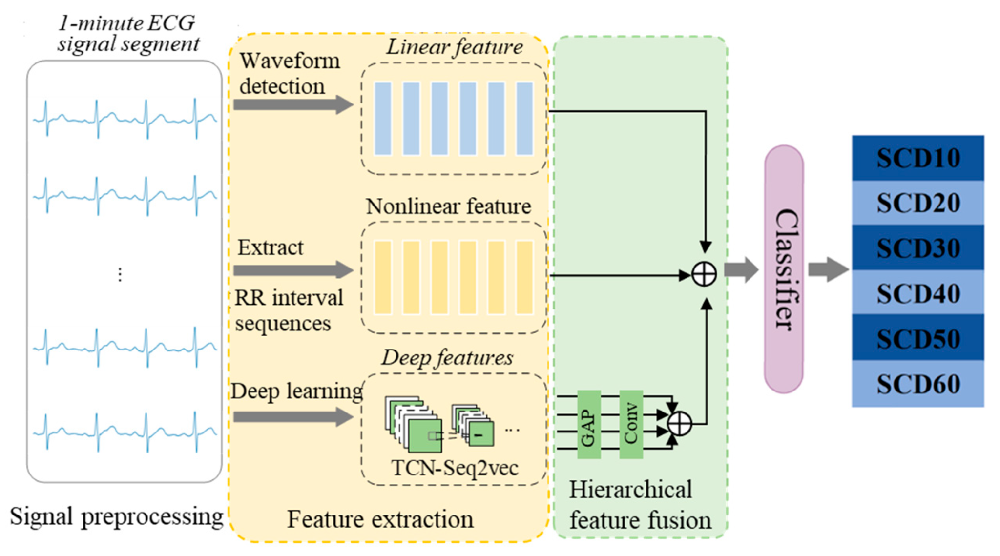 1-minute ECG
signal segment
Signal preprocessing
Waveform
detection
Extract
RR interval
sequences
Deep learning
Linear feature
Nonlinear feature
Deep features
...
TCN-Seq2vec
Feature extraction
GAP
Conv
Hierarchical
feature fusion
Classifier
SCD10
SCD20
SCD30
SCD40
SCD50
SCD60